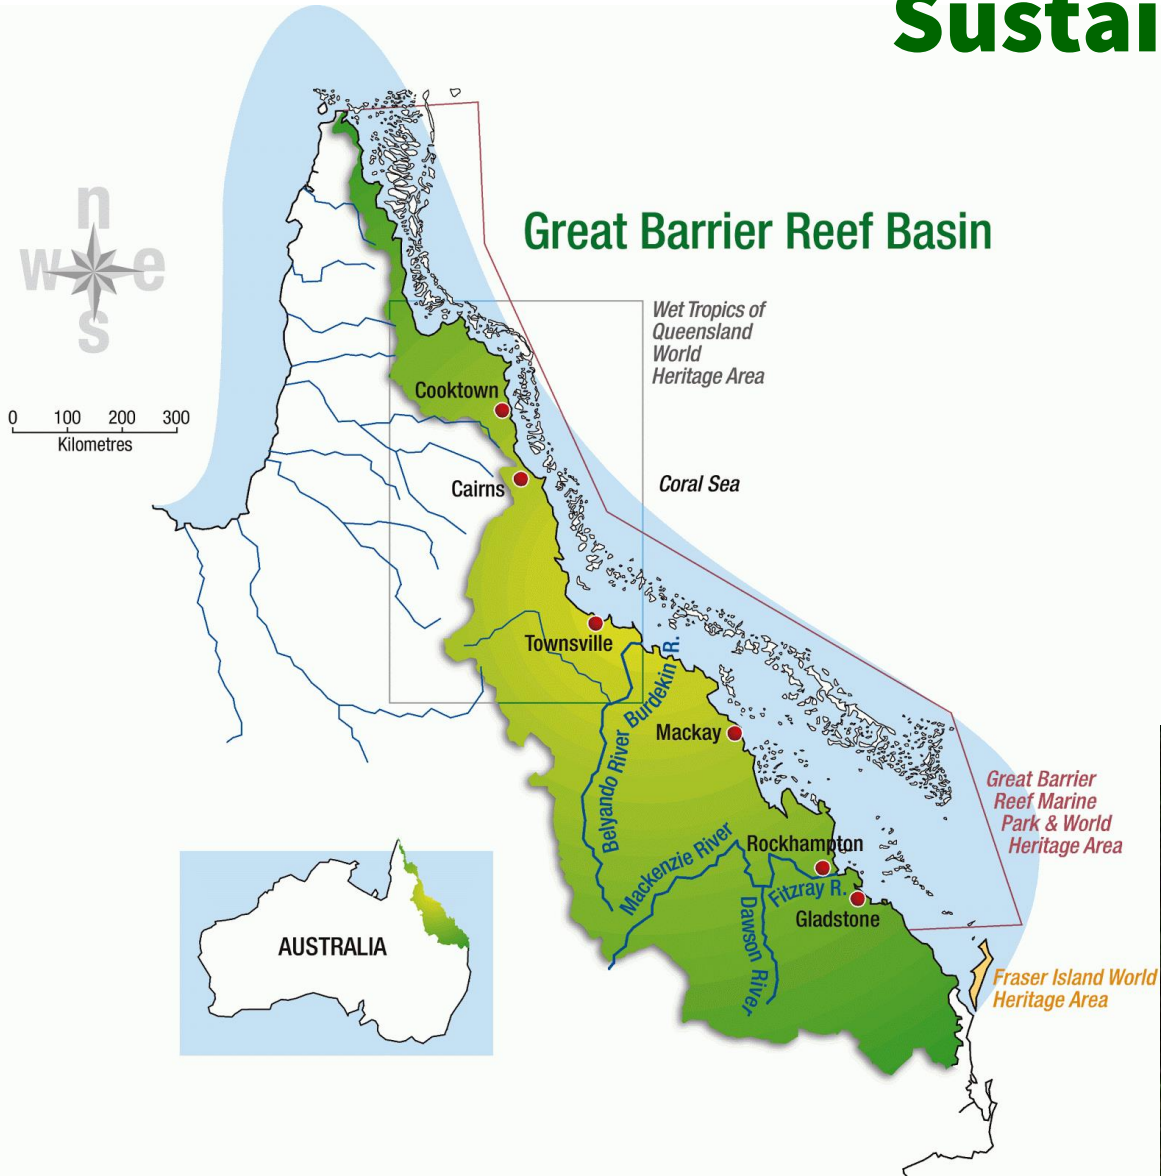 Sustai
n
w e
s
Great Barrier Reef Basin
Wet Tropics of
Queensland
World
Heritage Area
0 100 200 300
Kilometres
Cooktown
Cairns
Coral Sea
Townsville
Burdekin R.
Mackay
Belyando River
Great Barrier
Reef Marine
Park & World
Heritage Area
Mackenzie River
Rockhampton
Fitzray R.
Gladstone
Dawson River
AUSTRALIA
Fraser Island World
Heritage Area